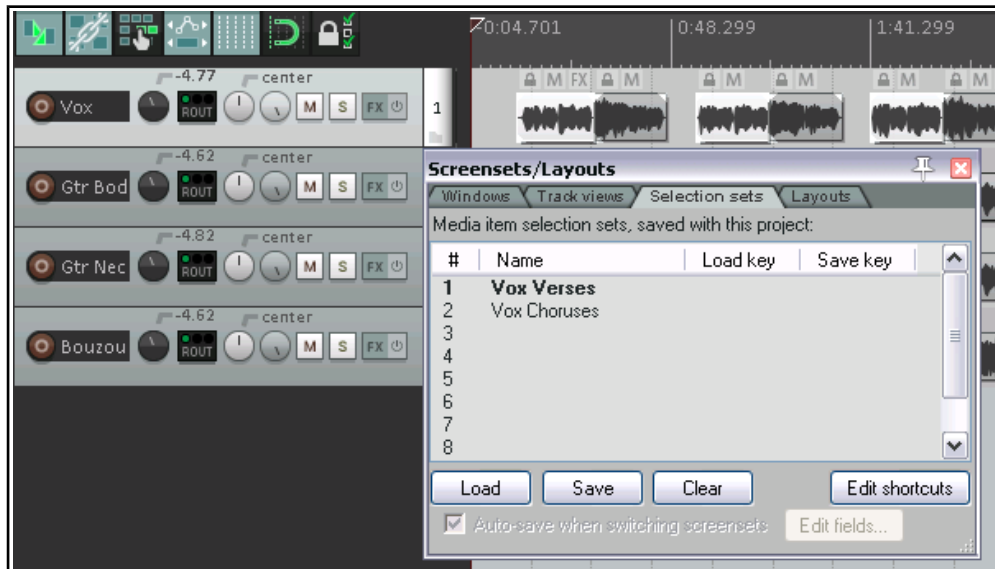 0:04.701 0:48.299 1:41.299
-4.77 center
M FX M M M M M
Vox ROUT M S FX 1
-4.62 center
Gtr Bod ROUT M S FX
-4.82 center
Gtr Nec ROUT M S FX
-4.62 center
Bouzou ROUT M S FX
Screensets/Layouts
Windows Track views Selection sets Layouts
Media item selection sets, saved with this project:
# Name Load key Save key
1 Vox Verses
2 Vox Choruses
3
4
5
6
7
8
Load Save Clear Edit shortcuts
Auto-save when switching screensets Edit fields...